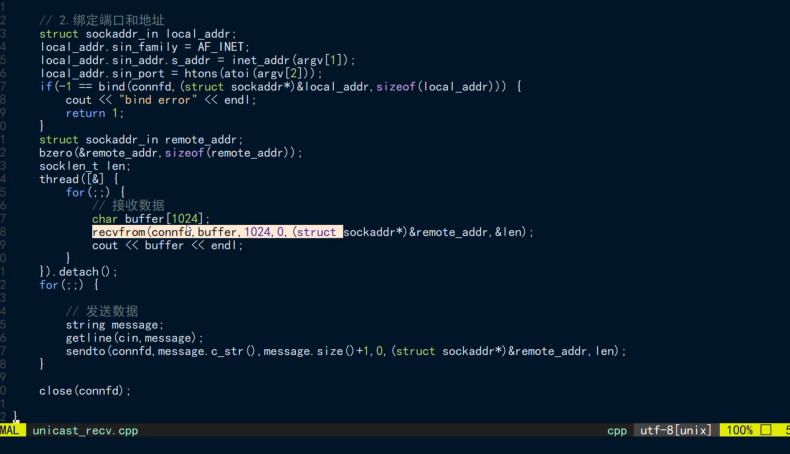 1
2    // 2.绑定端口和地址
3    struct sockaddr_in local_addr;
4    local_addr.sin_family = AF_INET;
5    local_addr.sin_addr.s_addr = inet_addr(argv[1]);
6    local_addr.sin_port = htons(atoi(argv[2]));
7    if(-1 == bind(connfd,(struct sockaddr*)&local_addr,sizeof(local_addr))) {
8        cout << "bind error" << endl;
9        return 1;
0    }
1    struct sockaddr_in remote_addr;
2    bzero(&remote_addr,sizeof(remote_addr));
3    socklen_t len;
4    thread([&] {
5        for(;;) {
6            // 接收数据
7            char buffer[1024];
8            recvfrom(connfd,buffer,1024,0,(struct sockaddr*)&remote_addr,&len);
9            cout << buffer << endl;
0        }
1    }).detach();
2    for(;;) {
3
4        // 发送数据
5        string message;
6        getline(cin,message);
7        sendto(connfd,message.c_str(),message.size()+1,0,(struct sockaddr*)&remote_addr,len);
8    }
9
0    close(connfd);
1
2 }
MAL unicast_recv.cpp cpp utf-8[unix] 100% 5